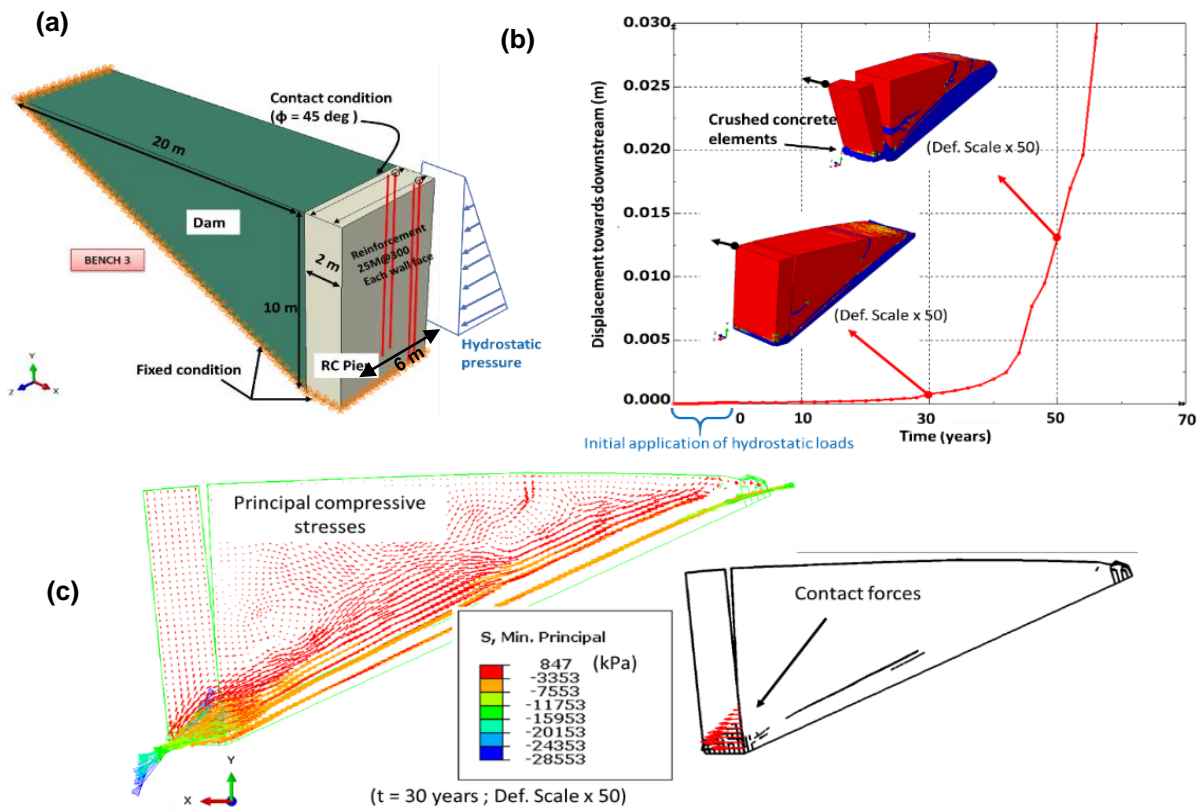 (a)
Contact condition
(ϕ = 45 deg )
20 m
Dam
BENCH 3
Reinforcement
25M@300
Each wall face
2 m
10 m
RC Pier
6 m
Fixed condition
Hydrostatic
pressure
Y
Z
X
(b)
Displacement towards downstream (m)
0.030
0.025
0.020
0.015
0.010
0.005
0.000
Crushed concrete
elements
(Def. Scale x 50)
(Def. Scale x 50)
0
10
30
50
70
Time (years)
Initial application of hydrostatic loads
(c)
Principal compressive
stresses
S, Min. Principal
(kPa)
847
-3353
-7553
-11753
-15953
-20153
-24353
-28553
Contact forces
Y
X
(t = 30 years ; Def. Scale x 50)